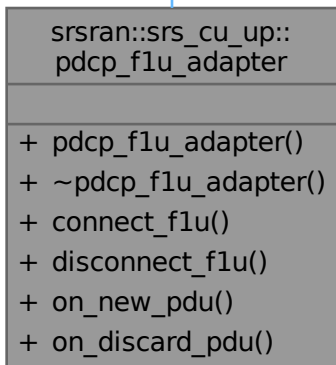 srsran::srs_cu_up::
pdcp_f1u_adapter
+ pdcp_f1u_adapter()
+ ~pdcp_f1u_adapter()
+ connect_f1u()
+ disconnect_f1u()
+ on_new_pdu()
+ on_discard_pdu()